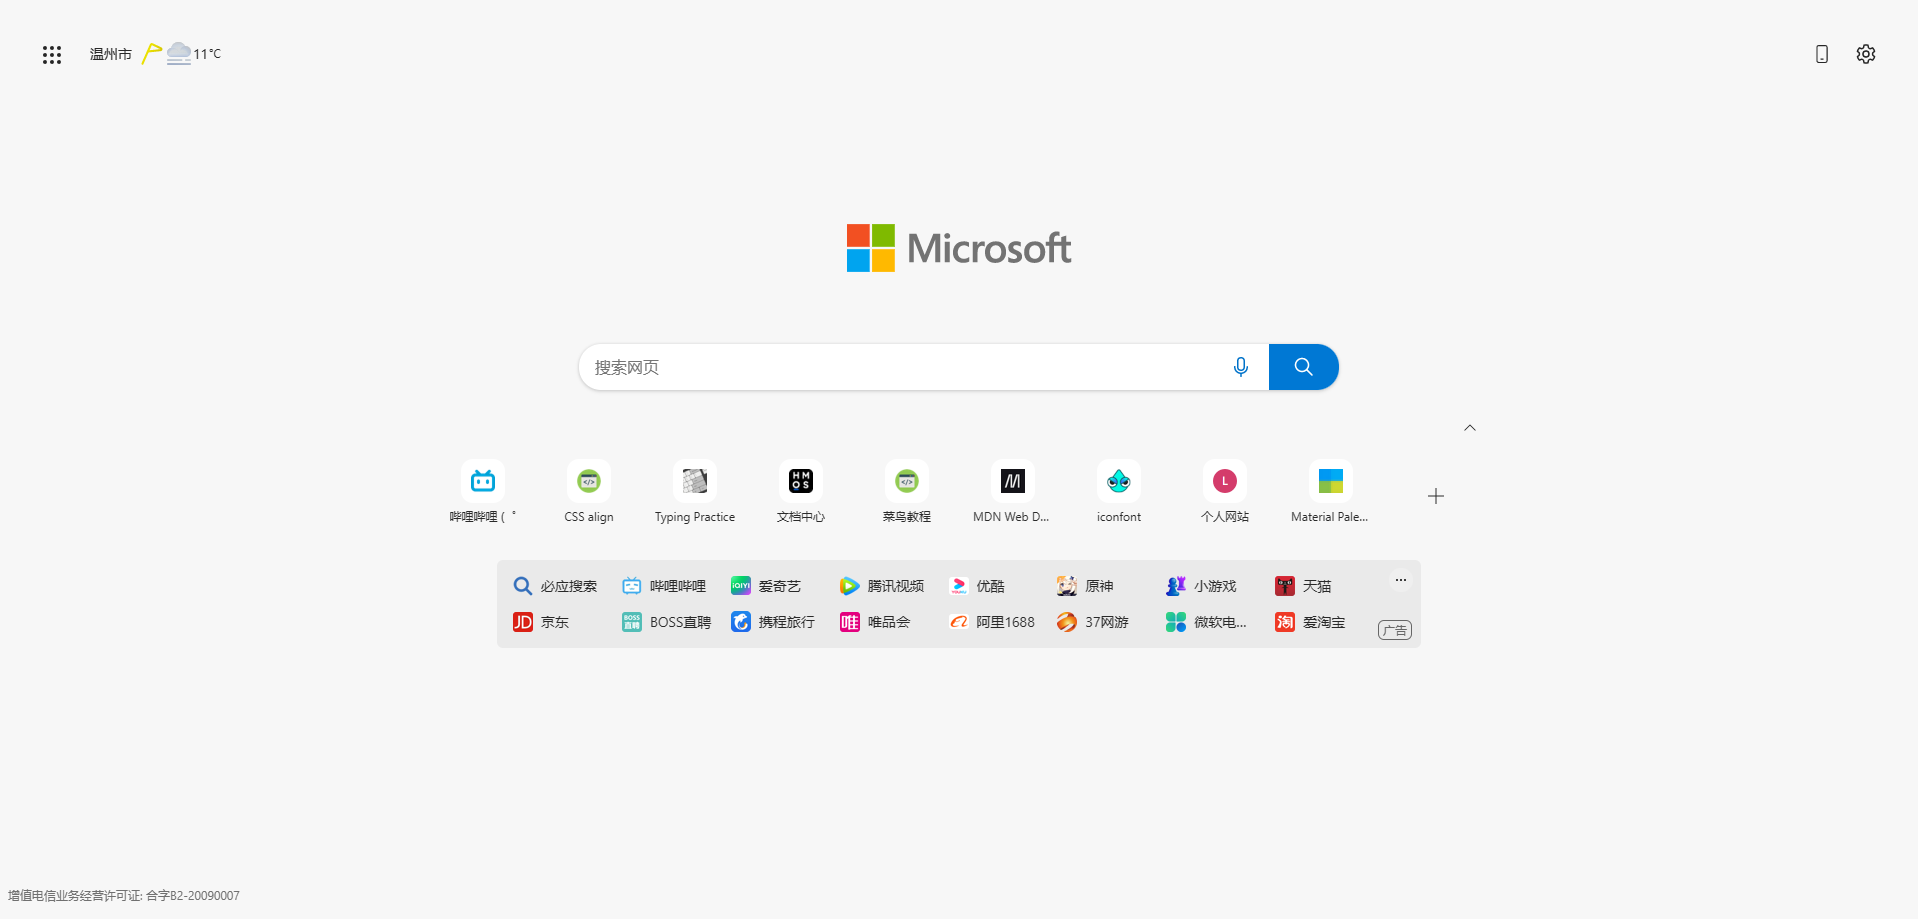 温州市 11°C
Microsoft
搜索网页
哔哩哔哩 ( ゜ CSS align Typing Practice 文档中心 菜鸟教程 MDN Web D... iconfont 个人网站 Material Pale...
必应搜索 哔哩哔哩 爱奇艺 腾讯视频 优酷 原神 小游戏 天猫
京东 BOSS直聘 携程旅行 唯品会 阿里1688 37网游 微软电... 爱淘宝
广告
增值电信业务经营许可证: 合字B2-20090007